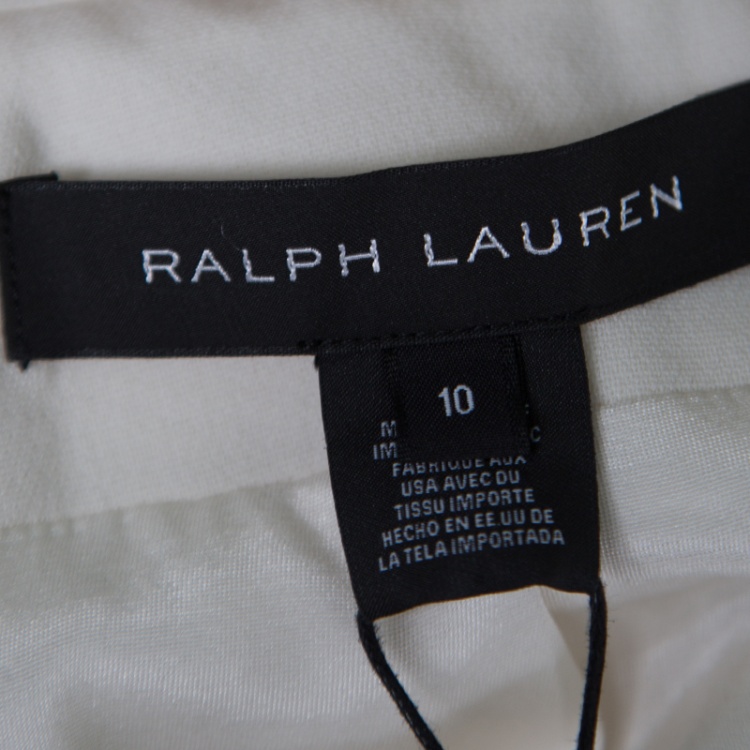 RALPH LAUREN
10
FABRIQUE AUX
USA AVEC DU
TISSU IMPORTE
HECHO EN EE.UU DE
LA TELA IMPORTADA